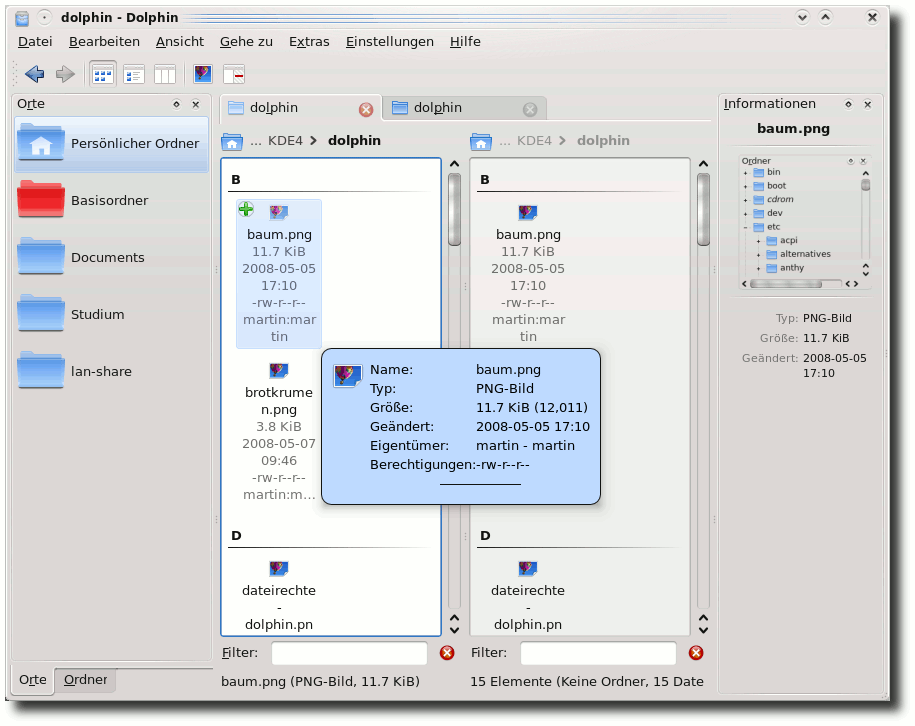 dolphin - Dolphin
Datei Bearbeiten Ansicht Gehe zu Extras Einstellungen Hilfe
Orte
Persönlicher Ordner
Basisordner
Documents
Studium
lan-share
Orte Ordner
dolphin
dolphin
... KDE4 dolphin
B
baum.png
11.7 KiB
2008-05-05
17:10
-rw-r--r--
martin:mar
tin
brotkrume
n.png
3.8 KiB
2008-05-07
09:46
-rw-r--r--
martin:m...
D
dateirechte
-
dolphin.pn
Filter:
baum.png (PNG-Bild, 11.7 KiB)
... KDE4 dolphin
B
baum.png
11.7 KiB
2008-05-05
17:10
-rw-r--r--
martin:mar
tin
D
dateirechte
-
dolphin.pn
Filter:
15 Elemente (Keine Ordner, 15 Date
Name: baum.png
Typ: PNG-Bild
Größe: 11.7 KiB (12,011)
Geändert: 2008-05-05 17:10
Eigentümer: martin - martin
Berechtigungen:-rw-r--r--
Informationen
baum.png
Ordner
bin
boot
cdrom
dev
etc
acpi
alternatives
anthy
Typ: PNG-Bild
Größe: 11.7 KiB
Geändert: 2008-05-05
17:10